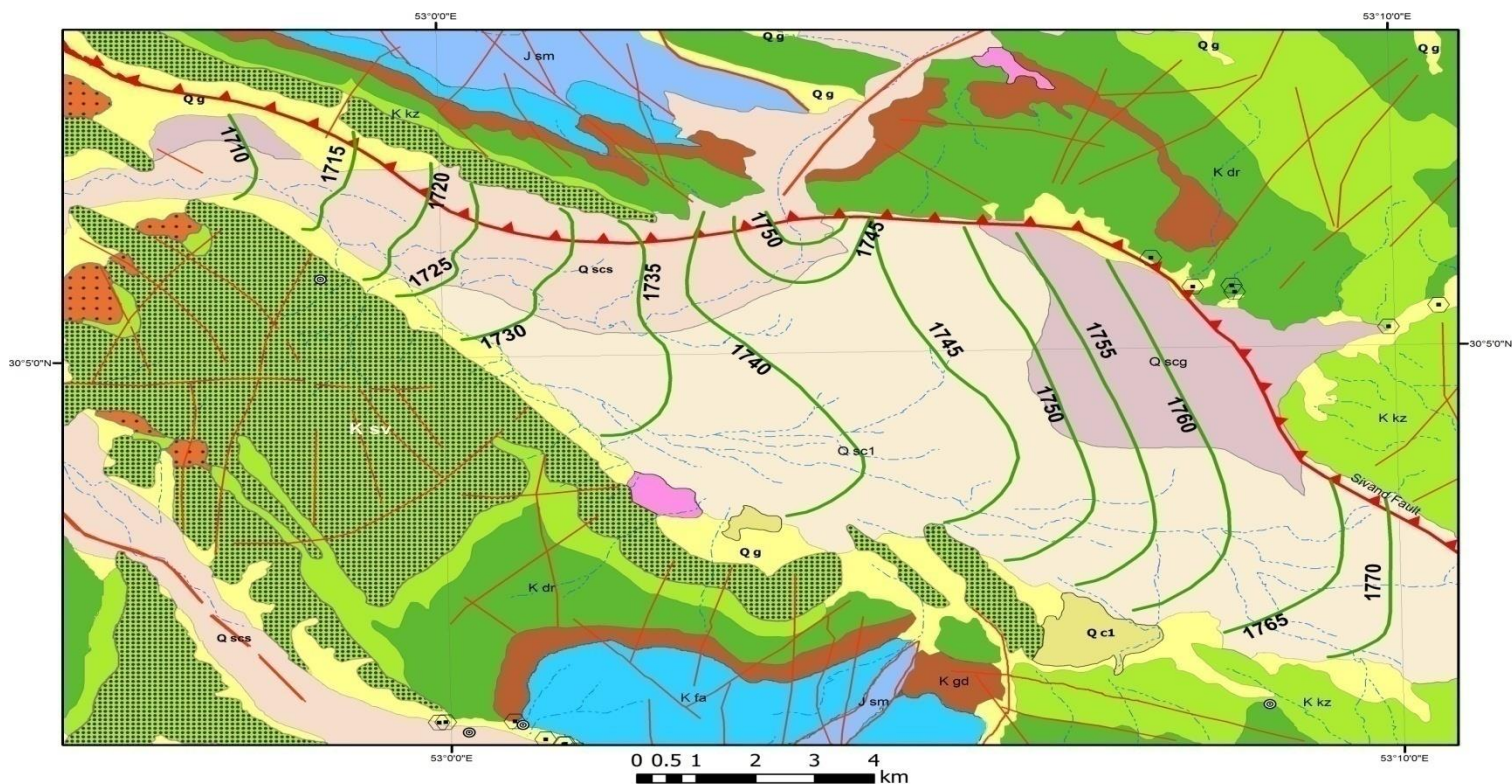 53°0'0"E
53°10'0"E
Q g
Q g
Q g
J sm
Q g
Q g
K kz
1710
1715
K dr
1720
1750
1745
1725
Q scs
1735
1730
1745
1755
30°5'0"N
30°5'0"N
1740
Q scg
1750
1760
K kz
K sv
Q sc1
Sivand Fault
Q g
K dr
1770
Q scs
1765
Q c1
K gd
K fa
J sm
K kz
53°0'0"E
53°10'0"E
0 0.5 1 2 3 4
km